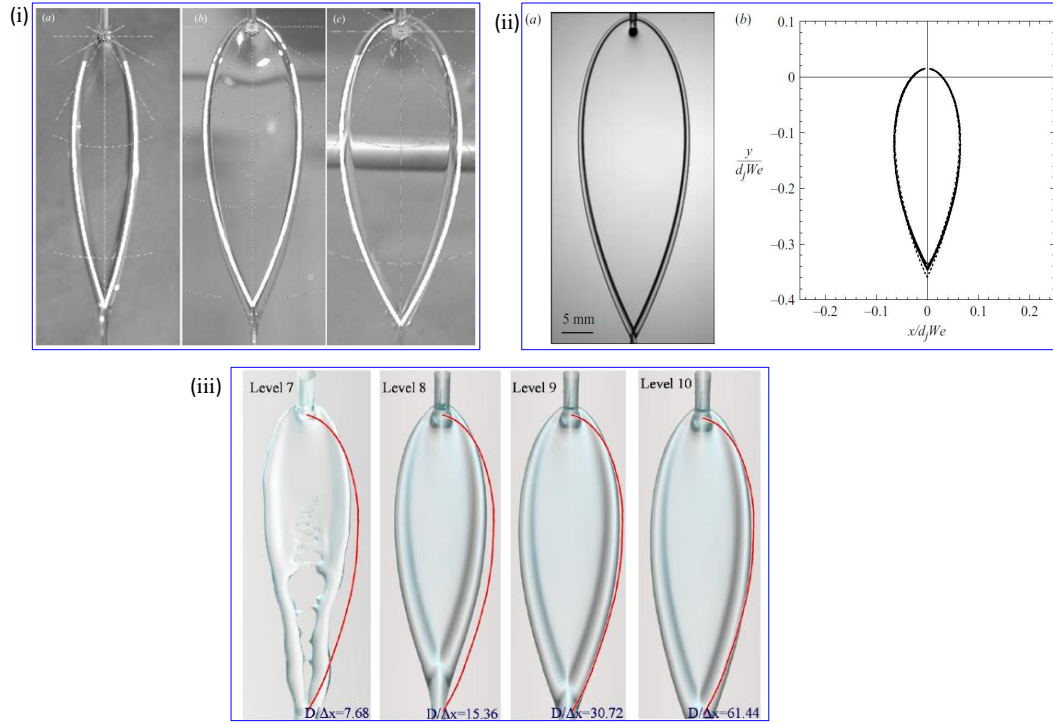 (i)
(a)
(b)
(c)
(ii)
(a)
5 mm
(b)
0.1
0
−0.1
−0.2
−0.3
−0.4
y
d_jWe
−0.2
−0.1
0
0.1
0.2
x/d_jWe
(iii)
Level 7
Level 8
Level 9
Level 10
D/Δx=7.68
D/Δx=15.36
D/Δx=30.72
D/Δx=61.44